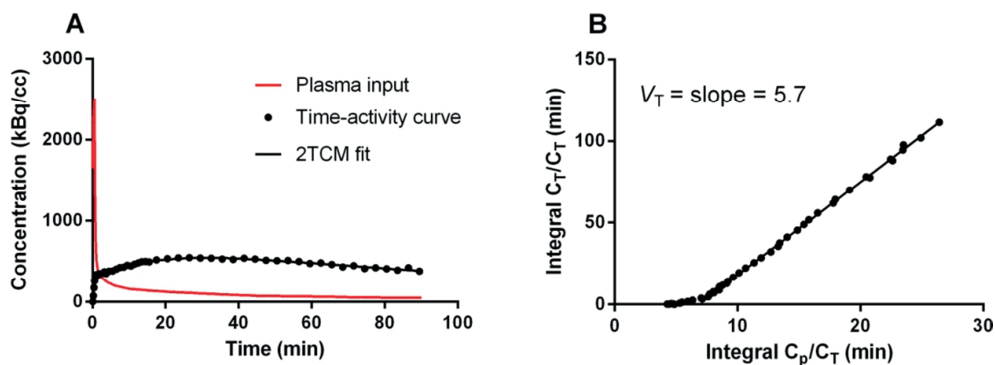 A
Concentration (kBq/cc)
3000
2000
1000
0
Plasma input
Time-activity curve
2TCM fit
0 20 40 60 80 100
Time (min)
B
Integral CT/CT (min)
150
100
50
0
VT = slope = 5.7
0 10 20 30
Integral Cp/CT (min)